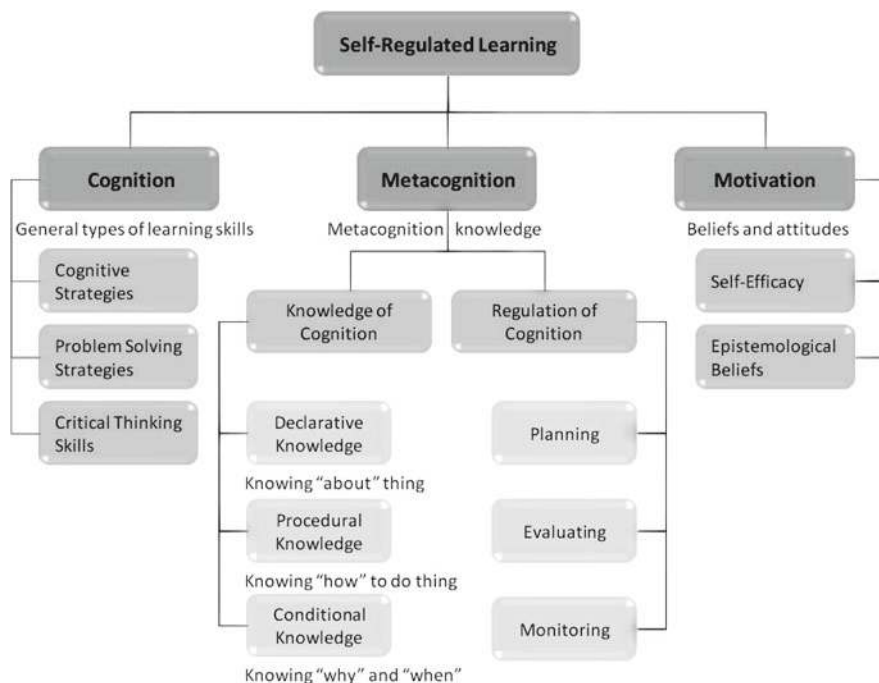 Self-Regulated Learning
Cognition
Metacognition
Motivation
General types of learning skills
Metacognition knowledge
Beliefs and attitudes
Cognitive
Strategies
Problem Solving
Strategies
Critical Thinking
Skills
Knowledge of
Cognition
Regulation of
Cognition
Self-Efficacy
Epistemological
Beliefs
Declarative
Knowledge
Knowing “about” thing
Procedural
Knowledge
Knowing “how” to do thing
Conditional
Knowledge
Knowing “why” and “when”
Planning
Evaluating
Monitoring